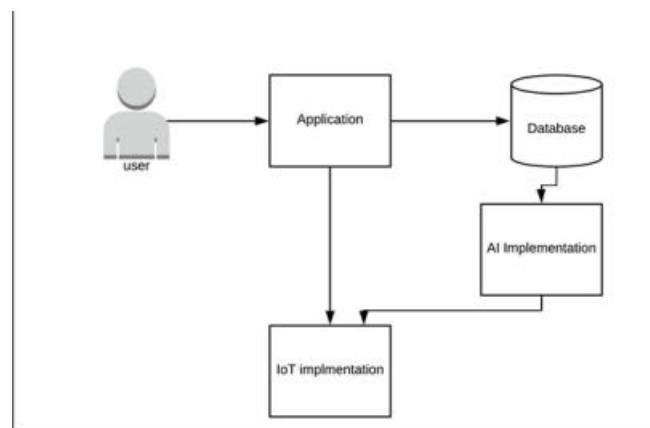 Application
Database
user
AI Implementation
IoT implmentation